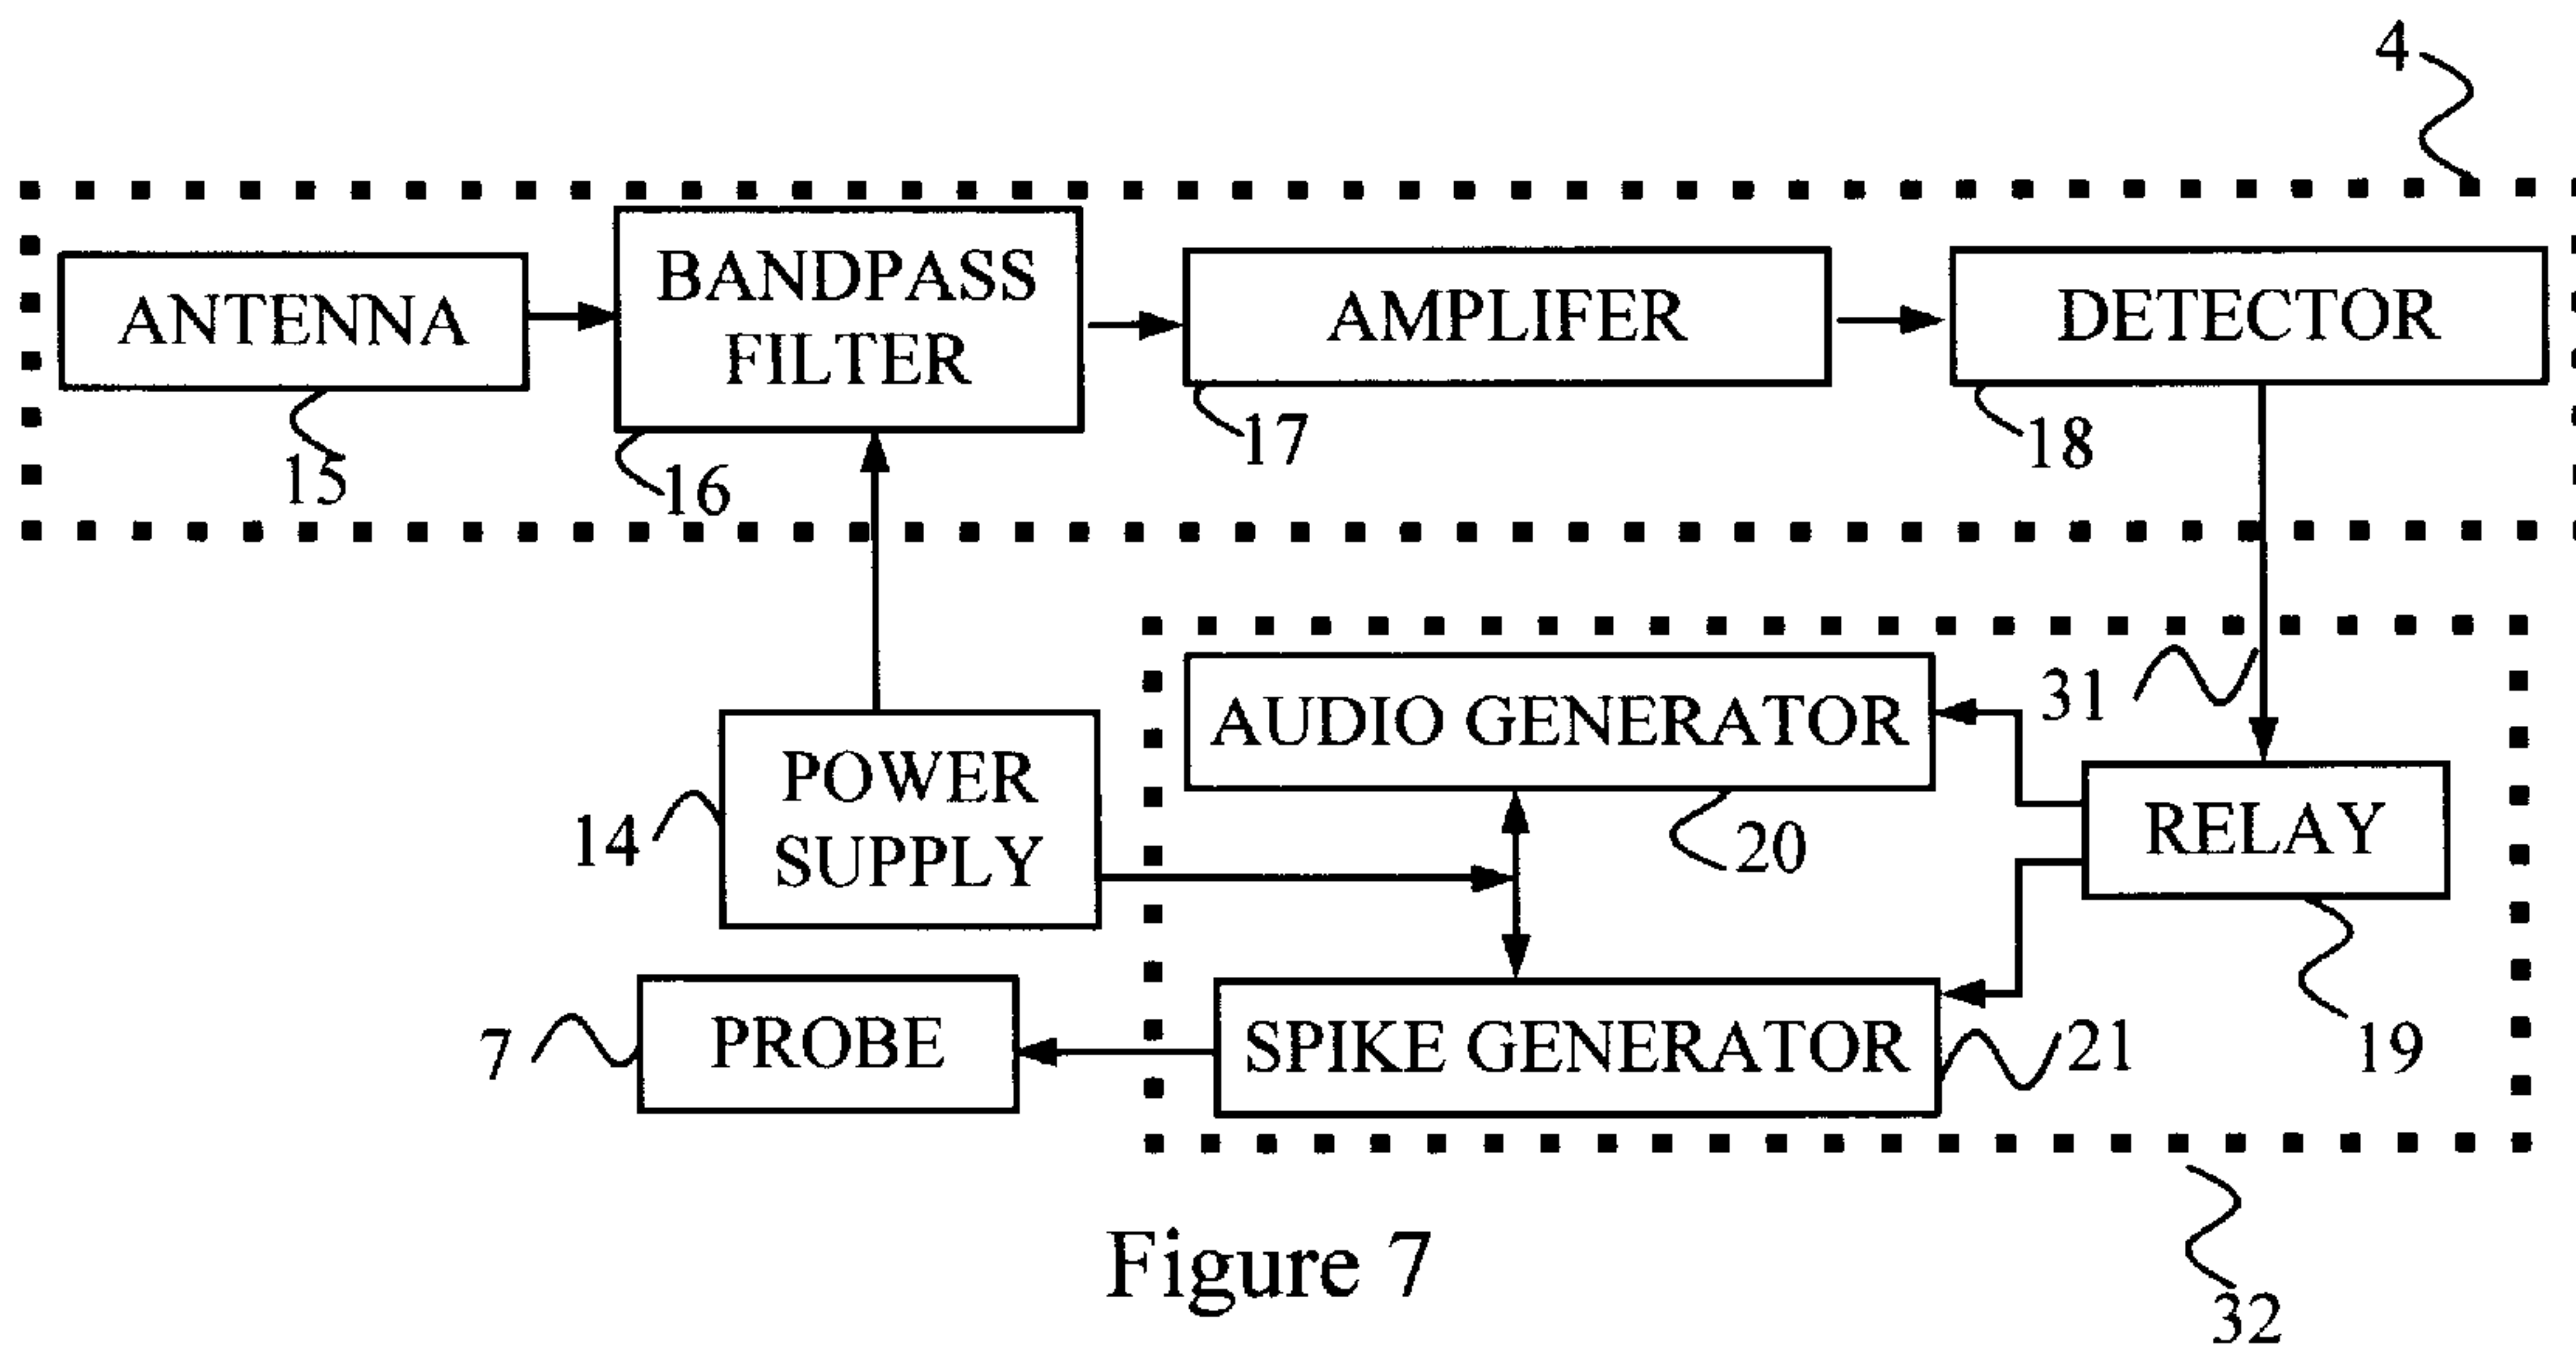 4
ANTENNA
BANDPASS
FILTER
AMPLIFER
DETECTOR
15
16
17
18
POWER
SUPPLY
14
AUDIO GENERATOR
31
20
RELAY
19
PROBE
7
SPIKE GENERATOR
21
Figure 7
32